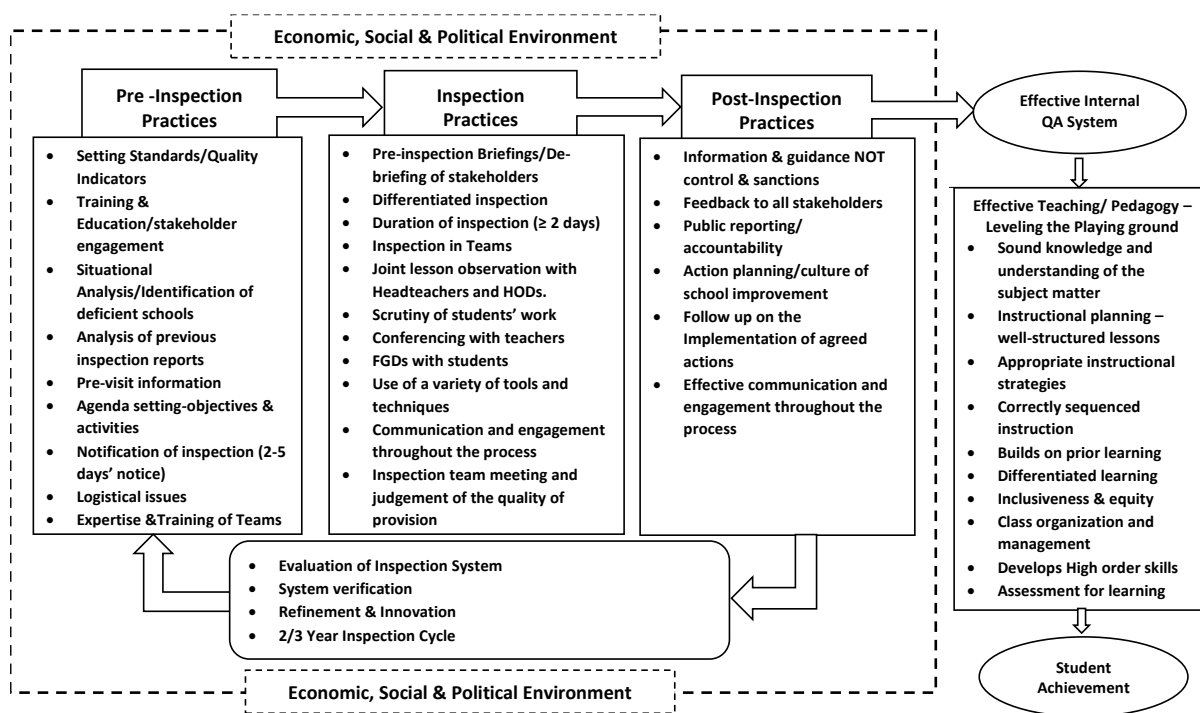 Economic, Social & Political Environment
Pre -Inspection
Practices
• Setting Standards/Quality
Indicators
• Training &
Education/stakeholder
engagement
• Situational
Analysis/Identification of
deficient schools
• Analysis of previous
inspection reports
• Pre-visit information
• Agenda setting-objectives &
activities
• Notification of inspection (2-5
days’ notice)
• Logistical issues
• Expertise &Training of Teams
Inspection
Practices
• Pre-inspection Briefings/De-
briefing of stakeholders
• Differentiated inspection
• Duration of inspection (≥ 2 days)
• Inspection in Teams
• Joint lesson observation with
Headteachers and HODs.
• Scrutiny of students’ work
• Conferencing with teachers
• FGDs with students
• Use of a variety of tools and
techniques
• Communication and engagement
throughout the process
• Inspection team meeting and
judgement of the quality of
provision
Post-Inspection
Practices
• Information & guidance NOT
control & sanctions
• Feedback to all stakeholders
• Public reporting/
accountability
• Action planning/culture of
school improvement
• Follow up on the
Implementation of agreed
actions
• Effective communication and
engagement throughout the
process
• Evaluation of Inspection System
• System verification
• Refinement & Innovation
• 2/3 Year Inspection Cycle
Economic, Social & Political Environment
Effective Internal
QA System
Effective Teaching/ Pedagogy –
Leveling the Playing ground
• Sound knowledge and
understanding of the
subject matter
• Instructional planning –
well-structured lessons
• Appropriate instructional
strategies
• Correctly sequenced
instruction
• Builds on prior learning
• Differentiated learning
• Inclusiveness & equity
• Class organization and
management
• Develops High order skills
• Assessment for learning
Student
Achievement